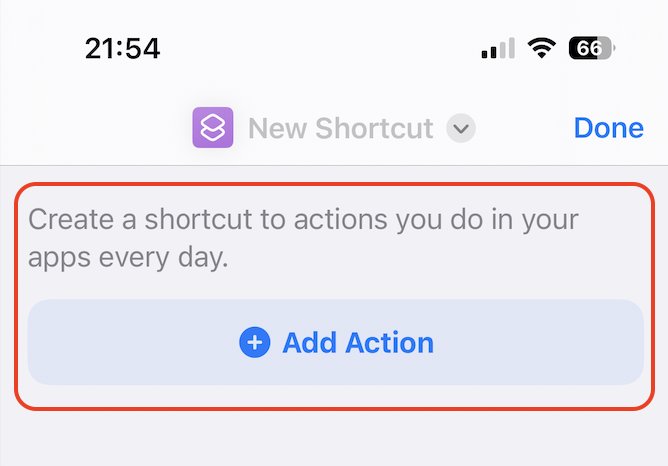 21:54
66
New Shortcut
Done
Create a shortcut to actions you do in your
apps every day.
Add Action